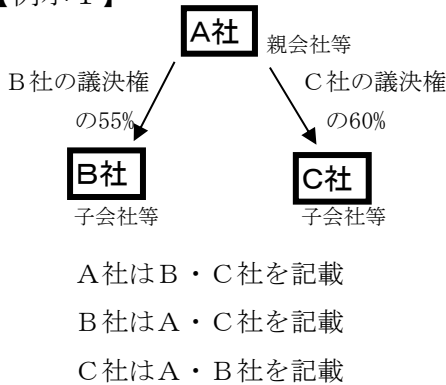 【例示１】
A社 親会社等
Ｂ社の議決権 Ｃ社の議決権
の55% の60%
B社 C社
子会社等 子会社等
Ａ社はＢ・Ｃ社を記載
Ｂ社はＡ・Ｃ社を記載
Ｃ社はＡ・Ｂ社を記載